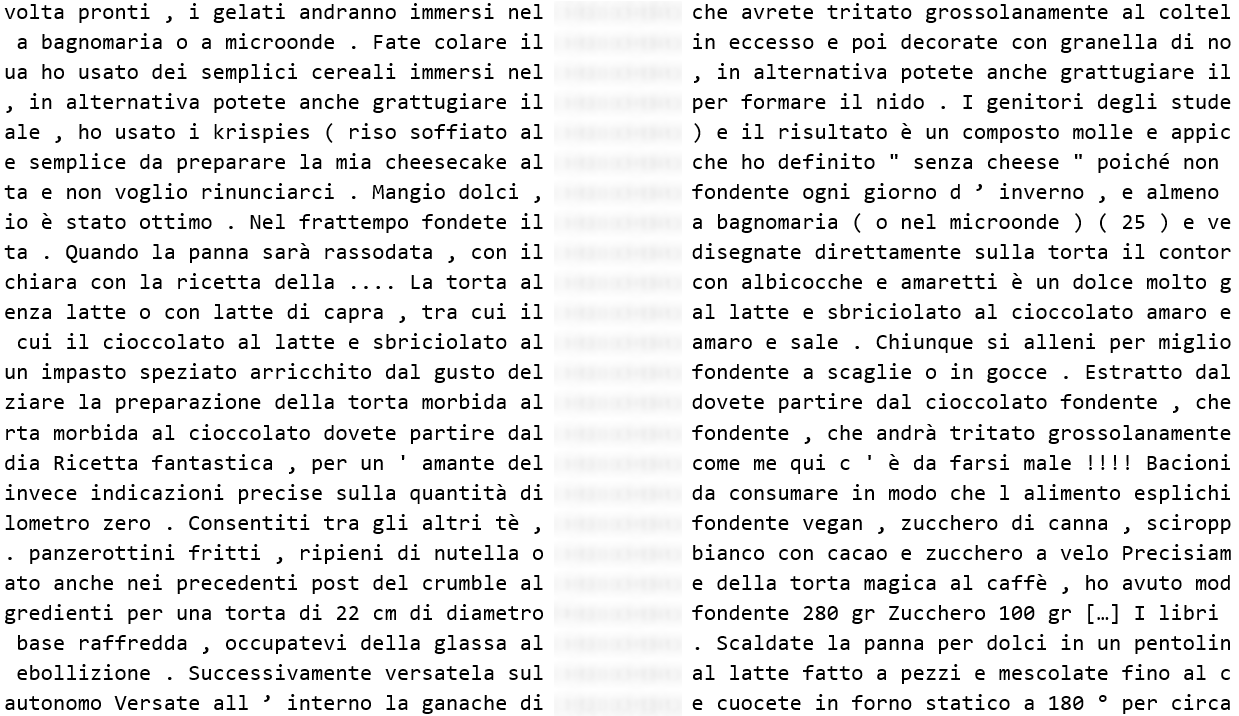 volta pronti , i gelati andranno immersi nel che avrete tritato grossolanamente al coltel
a bagnomaria o a microonde . Fate colare il in eccesso e poi decorate con granella di no
ua ho usato dei semplici cereali immersi nel , in alternativa potete anche grattugiare il
, in alternativa potete anche grattugiare il per formare il nido . I genitori degli stude
ale , ho usato i krispies ( riso soffiato al ) e il risultato è un composto molle e appic
e semplice da preparare la mia cheesecake al che ho definito " senza cheese " poiché non
ta e non voglio rinunciarci . Mangio dolci , fondente ogni giorno d ’ inverno , e almeno
io è stato ottimo . Nel frattempo fondete il a bagnomaria ( o nel microonde ) ( 25 ) e ve
ta . Quando la panna sarà rassodata , con il disegnate direttamente sulla torta il contor
chiara con la ricetta della .... La torta al con albicocche e amaretti è un dolce molto g
enza latte o con latte di capra , tra cui il al latte e sbriciolato al cioccolato amaro e
cui il cioccolato al latte e sbriciolato al amaro e sale . Chiunque si alleni per miglio
un impasto speziato arricchito dal gusto del fondente a scaglie o in gocce . Estratto dal
ziare la preparazione della torta morbida al dovete partire dal cioccolato fondente , che
rta morbida al cioccolato dovete partire dal fondente , che andrà tritato grossolanamente
dia Ricetta fantastica , per un ' amante del come me qui c ' è da farsi male !!!! Bacioni
invece indicazioni precise sulla quantità di da consumare in modo che l alimento esplichi
lometro zero . Consentiti tra gli altri tè , fondente vegan , zucchero di canna , sciropp
. panzerottini fritti , ripieni di nutella o bianco con cacao e zucchero a velo Precisiam
ato anche nei precedenti post del crumble al e della torta magica al caffè , ho avuto mod
gredienti per una torta di 22 cm di diametro fondente 280 gr Zucchero 100 gr […] I libri
base raffredda , occupatevi della glassa al . Scaldate la panna per dolci in un pentolin
ebollizione . Successivamente versatela sul al latte fatto a pezzi e mescolate fino al c
autonomo Versate all ’ interno la ganache di e cuocete in forno statico a 180 ° per circa